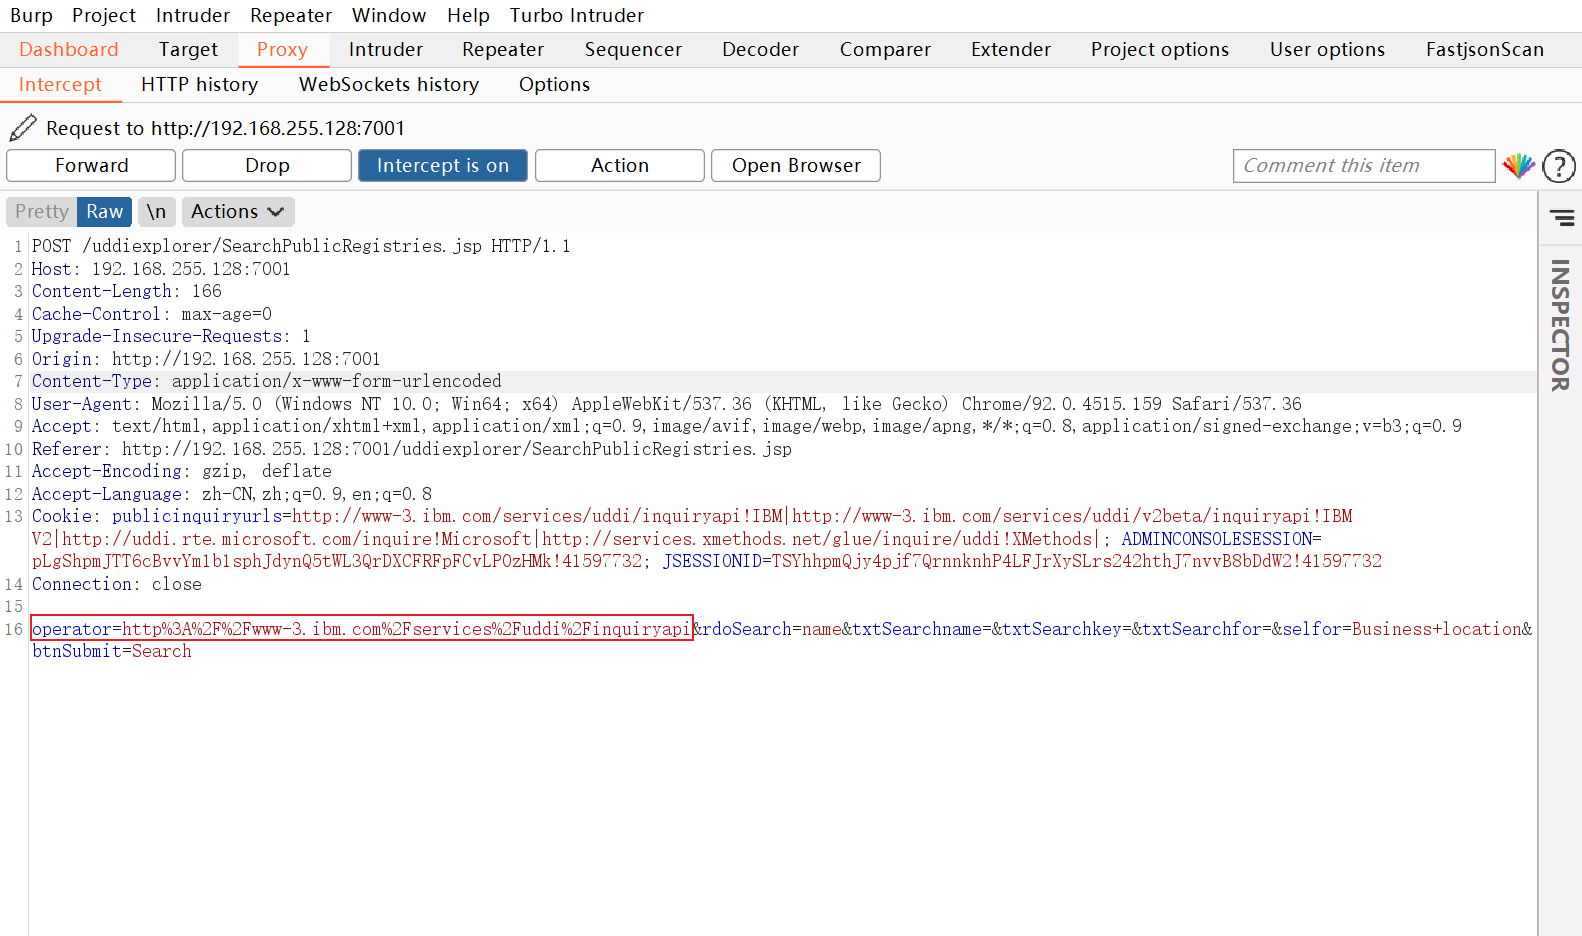 Burp Project Intruder Repeater Window Help Turbo Intruder
Dashboard Target Proxy Intruder Repeater Sequencer Decoder Comparer Extender Project options User options FastjsonScan
Intercept HTTP history WebSockets history Options
Request to http://192.168.255.128:7001
Forward Drop Intercept is on Action Open Browser Comment this item ?
Pretty Raw \n Actions
INSPECTOR
1 POST /uddiexplorer/SearchPublicRegistries.jsp HTTP/1.1
2 Host: 192.168.255.128:7001
3 Content-Length: 166
4 Cache-Control: max-age=0
5 Upgrade-Insecure-Requests: 1
6 Origin: http://192.168.255.128:7001
7 Content-Type: application/x-www-form-urlencoded
8 User-Agent: Mozilla/5.0 (Windows NT 10.0; Win64; x64) AppleWebKit/537.36 (KHTML, like Gecko) Chrome/92.0.4515.159 Safari/537.36
9 Accept: text/html,application/xhtml+xml,application/xml;q=0.9,image/avif,image/webp,image/apng,*/*;q=0.8,application/signed-exchange;v=b3;q=0.9
10 Referer: http://192.168.255.128:7001/uddiexplorer/SearchPublicRegistries.jsp
11 Accept-Encoding: gzip, deflate
12 Accept-Language: zh-CN,zh;q=0.9,en;q=0.8
13 Cookie: publicinquiryurls=http://www-3.ibm.com/services/uddi/inquiryapi!IBM|http://www-3.ibm.com/services/uddi/v2beta/inquiryapi!IBM
V2|http://uddi.rte.microsoft.com/inquire!Microsoft|http://services.xmethods.net/glue/inquire/uddi!XMethods|; ADMINCONSOLESESSION=
pLgShpmJTT6cBvvYm1b1sphJdynQ5tWL3QrDXCFRFpFCvLPOzHMk!41597732; JSESSIONID=TSYhhpmQjy4pjf7QrnnknhP4LFJrXySLrs242hthJ7nvvB8bDdW2!41597732
14 Connection: close
15
16 operator=http%3A%2F%2Fwww-3.ibm.com%2Fservices%2Fuddi%2Finquiryapi&rdoSearch=name&txtSearchname=&txtSearchkey=&txtSearchfor=&selfor=Business+location&
btnSubmit=Search